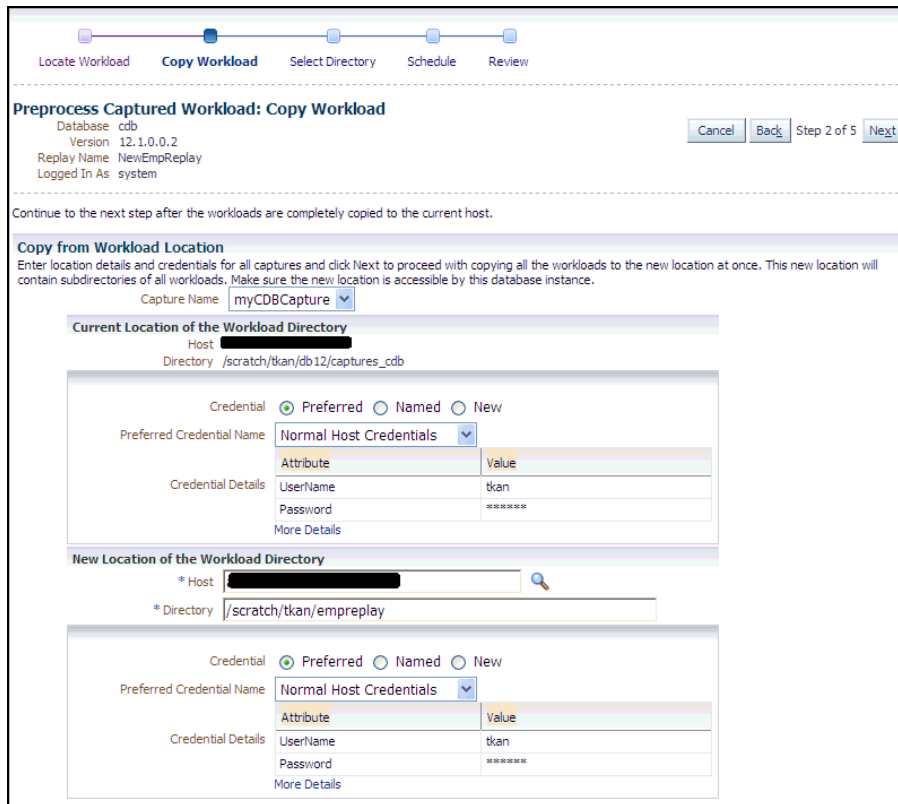 Locate Workload Copy Workload Select Directory Schedule Review
Preprocess Captured Workload: Copy Workload
Database cdb
Version 12.1.0.0.2
Replay Name NewEmpReplay
Logged In As system
Cancel Back Step 2 of 5 Next
Continue to the next step after the workloads are completely copied to the current host.
Copy from Workload Location
Enter location details and credentials for all captures and click Next to proceed with copying all the workloads to the new location at once. This new location will
contain subdirectories of all workloads. Make sure the new location is accessible by this database instance.
Capture Name myCDBCapture
Current Location of the Workload Directory
Host
Directory /scratch/tkan/db12/captures_cdb
Credential Preferred Named New
Preferred Credential Name Normal Host Credentials
Attribute Value
Credential Details UserName tkan
Password ******
More Details
New Location of the Workload Directory
* Host
* Directory /scratch/tkan/empreplay
Credential Preferred Named New
Preferred Credential Name Normal Host Credentials
Attribute Value
Credential Details UserName tkan
Password ******
More Details